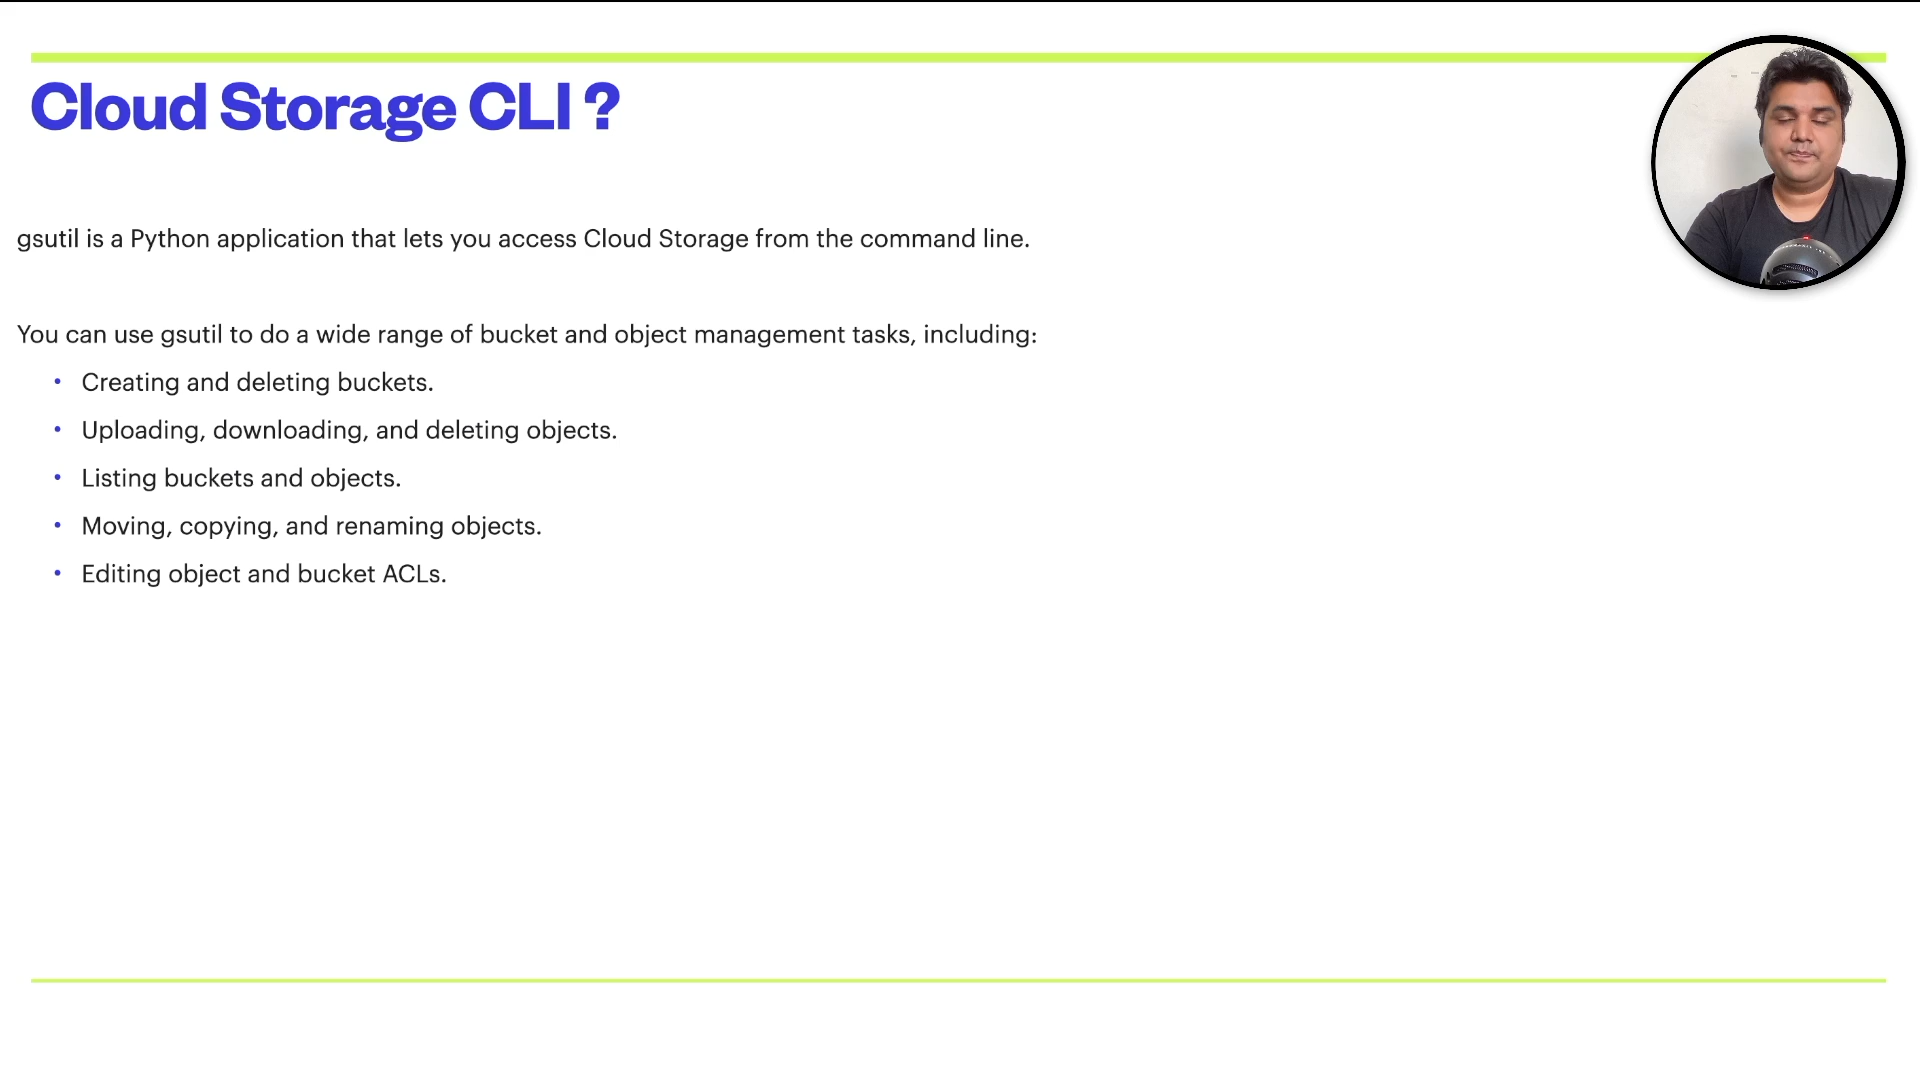 Cloud Storage CLI ?
gsutil is a Python application that lets you access Cloud Storage from the command line.
You can use gsutil to do a wide range of bucket and object management tasks, including:
• Creating and deleting buckets.
• Uploading, downloading, and deleting objects.
• Listing buckets and objects.
• Moving, copying, and renaming objects.
• Editing object and bucket ACLs.